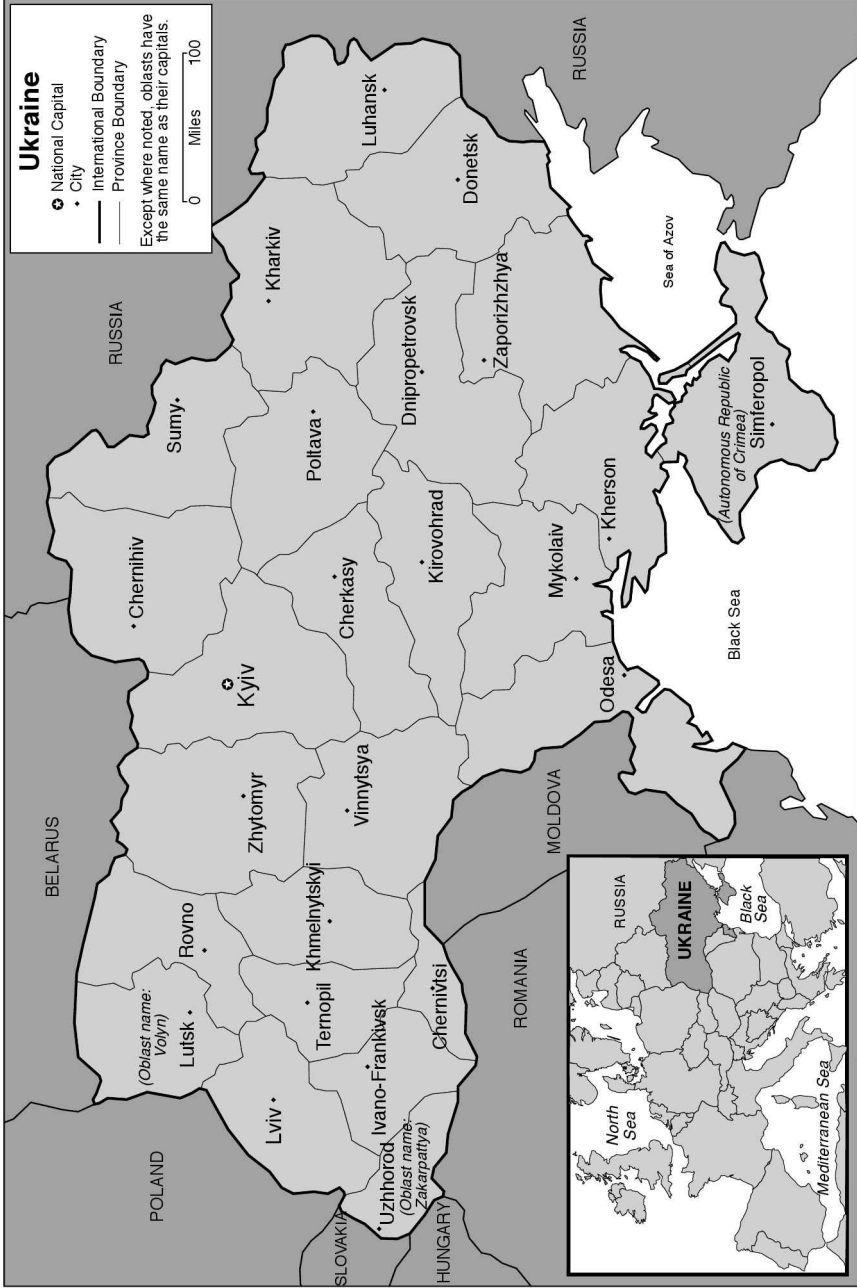 Ukraine
National Capital
City
International Boundary
Province Boundary
Except where noted, oblasts have
the same name as their capitals.
0
100
Miles
RUSSIA
BELARUS
POLAND
SLOVAKIA
HUNGARY
ROMANIA
MOLDOVA
RUSSIA
(Oblast name:
Volyn)
Lutsk
Rovno
Zhytomyr
Kyiv
Chernihiv
Sumy
Kharkiv
Luhansk
Lviv
Ternopil
Khmelnytskyi
Vinnytsya
Cherkasy
Poltava
Donetsk
Uzhhorod
(Oblast name:
Zakarpattya)
Ivano-Frankivsk
Chernivtsi
Kirovohrad
Dnipropetrovsk
Zaporizhzhya
Odesa
Mykolaiv
Kherson
(Autonomous Republic
of Crimea)
Simferopol
Sea of Azov
Black Sea
North
Sea
RUSSIA
UKRAINE
Black
Sea
Mediterranean Sea